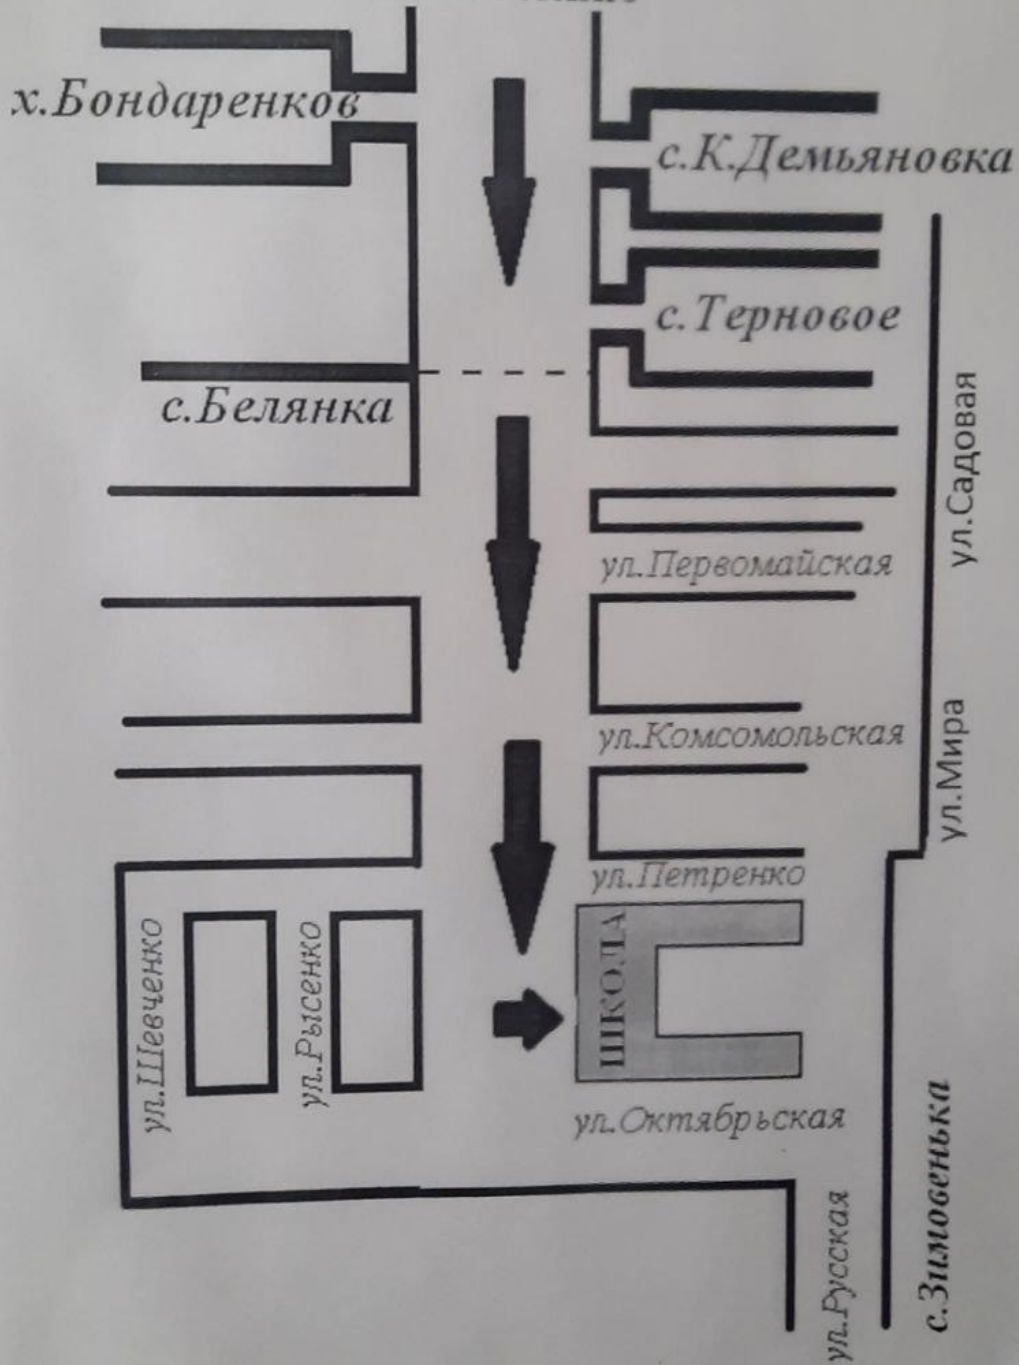 х.Бондаренков
с.К.Демьяновка
с.Терновое
с.Белянка
ул.Садовая
ул.Первомайская
ул.Комсомольская
ул.Мира
ул.Петренко
ул.Шевченко
ул.Рысенко
ШКОЛА
ул.Октябрьская
ул.Русская
с.Зимовенька